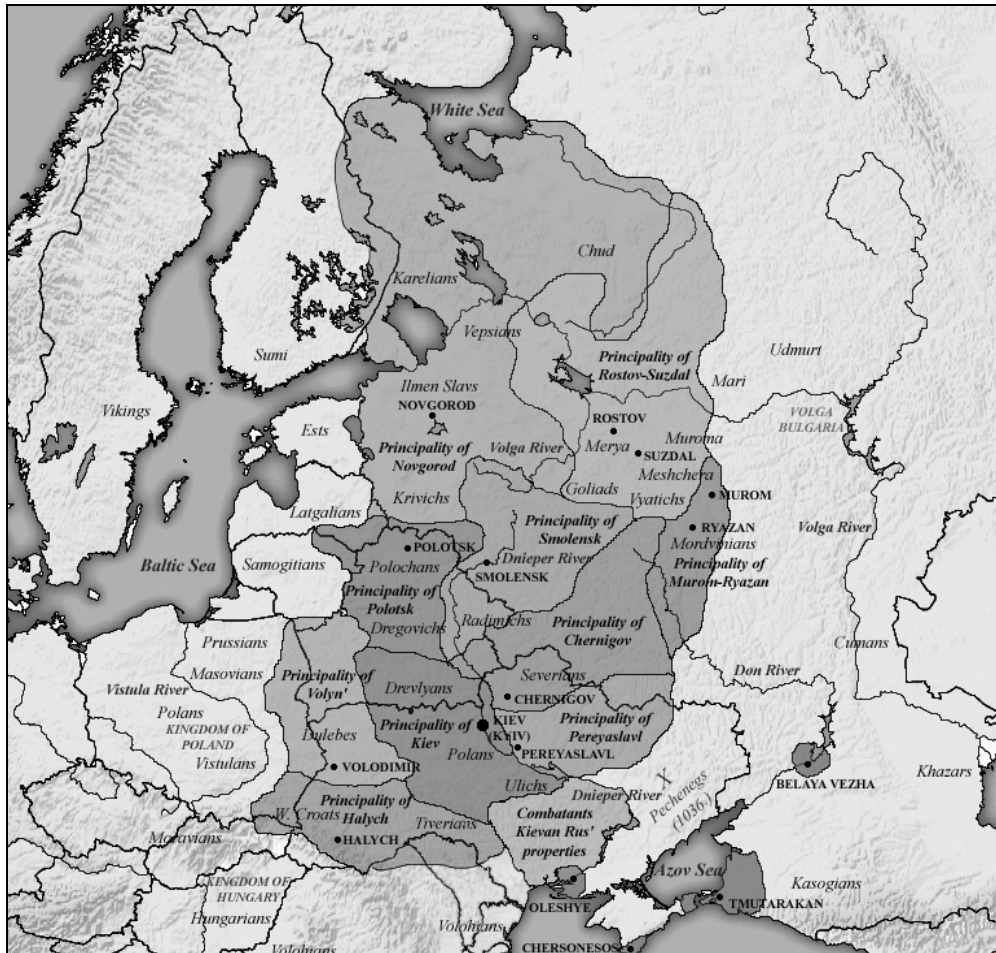 White Sea
Chud
Karelians
Vepsians
Sumi
Udmurt
Principality of
Rostov-Suzdal
Mari
Ilmen Slavs
NOVGOROD
Vikings
VOLGA
BULGARIA
ROSTOV
Ests
Merya
Muroma
Principality of
Novgorod
Volga River
SUZDAL
Meshchera
Goliads
Krivichs
Vyatichs
MUROM
Latgalians
Principality of
Smolensk
RYAZAN
Volga River
Mordvinians
POLOTSK
Dnieper River
Baltic Sea
Samogitians
Polochans
SMOLENSK
Principality of
Murom-Ryazan
Principality of
Polotsk
Radimichs
Principality of
Chernigov
Dregovichs
Prussians
Cumans
Masovians
Principality of
Volyn'
Severians
Don River
Vistula River
Drevlyans
CHERNIGOV
Polans
KINGDOM OF
POLAND
Principality of
Kiev
KIEV
(KYIV)
Principality of
Pereyaslavl
Dulebes
Polans
PEREYASLAVL
Vistulans
VOLODIMIR
Khazars
BELAYA VEZHA
Ulichs
X
Pechenegs
(1036.)
Dnieper River
Principality of
Halych
W. Croats
Tiverians
Combatants
Kievan Rus'
properties
Moravians
HALYCH
Azov Sea
KINGDOM OF
HUNGARY
Kasogians
OLESHYE
TMUTARAKAN
Hungarians
Volohians
CHERSONESOS
Volohians